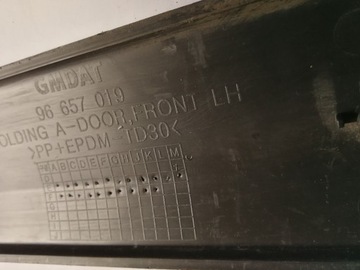 GMDAT
96 657 019
OLDING A-DOOR,FRONT LH
>PP+EPDM TD30<
A B C D E F G H I J K L M